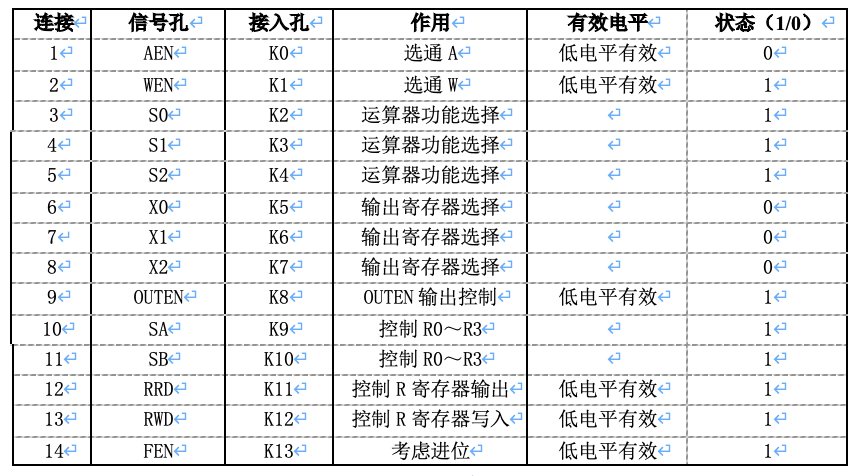 连接 信号孔 接入孔 作用 有效电平 状态（1/0）
1 AEN K0 选通 A 低电平有效 0
2 WEN K1 选通 W 低电平有效 1
3 S0 K2 运算器功能选择 1
4 S1 K3 运算器功能选择 1
5 S2 K4 运算器功能选择 1
6 X0 K5 输出寄存器选择 0
7 X1 K6 输出寄存器选择 0
8 X2 K7 输出寄存器选择 0
9 OUTEN K8 OUTEN 输出控制 低电平有效 1
10 SA K9 控制 R0～R3 1
11 SB K10 控制 R0～R3 1
12 RRD K11 控制 R 寄存器输出 低电平有效 1
13 RWD K12 控制 R 寄存器写入 低电平有效 1
14 FEN K13 考虑进位 低电平有效 1